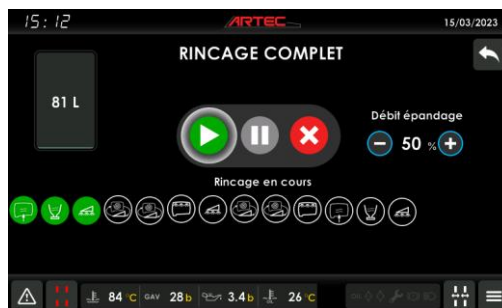 15:12
ARTEC
15/03/2023
RINCAGE COMPLET
81 L
Débit épandage
50 %
Rincage en cours
84 °C GAV 28 b 3.4 b 26 °C